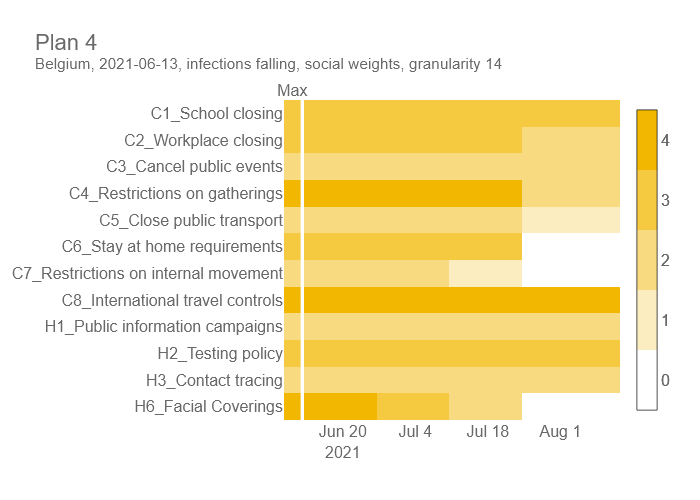 Plan 4
Belgium, 2021-06-13, infections falling, social weights, granularity 14
Max
C1_School closing
C2_Workplace closing
C3_Cancel public events
C4_Restrictions on gatherings
C5_Close public transport
C6_Stay at home requirements
C7_Restrictions on internal movement
C8_International travel controls
H1_Public information campaigns
H2_Testing policy
H3_Contact tracing
H6_Facial Coverings
Jun 20 Jul 4 Jul 18 Aug 1
2021
4
3
2
1
0